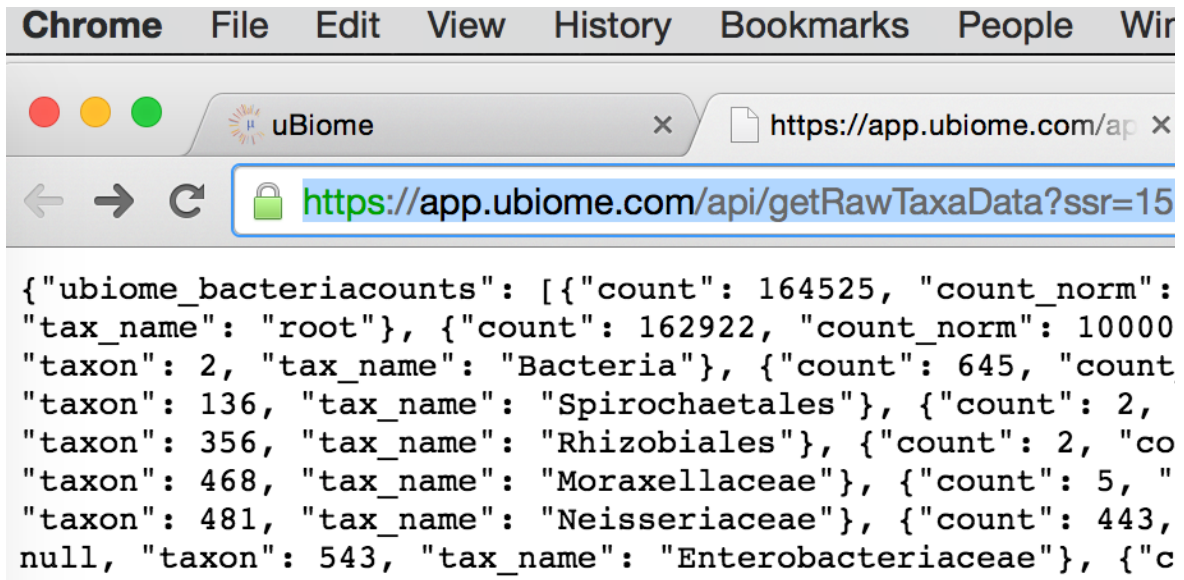 Chrome File Edit View History Bookmarks People Wir
uBiome × https://app.ubiome.com/ap ×
https://app.ubiome.com/api/getRawTaxaData?ssr=15
{"ubiome_bacteriacounts": [{"count": 164525, "count_norm":
"tax_name": "root"}, {"count": 162922, "count_norm": 10000
"taxon": 2, "tax_name": "Bacteria"}, {"count": 645, "count_
"taxon": 136, "tax_name": "Spirochaetales"}, {"count": 2,
"taxon": 356, "tax_name": "Rhizobiales"}, {"count": 2, "co
"taxon": 468, "tax_name": "Moraxellaceae"}, {"count": 5, "
"taxon": 481, "tax_name": "Neisseriaceae"}, {"count": 443,
null, "taxon": 543, "tax_name": "Enterobacteriaceae"}, {"c